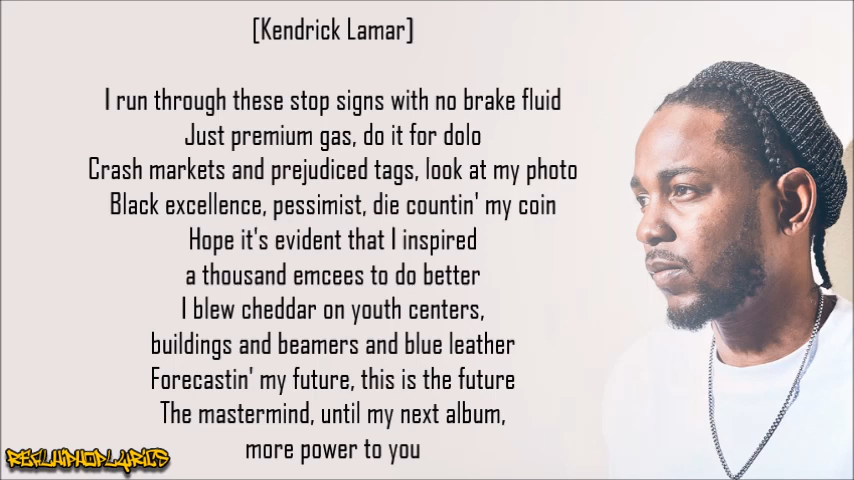 [Kendrick Lamar]
I run through these stop signs with no brake fluid
Just premium gas, do it for dolo
Crash markets and prejudiced tags, look at my photo
Black excellence, pessimist, die countin' my coin
Hope it's evident that I inspired
a thousand emcees to do better
I blew cheddar on youth centers,
buildings and beamers and blue leather
Forecastin' my future, this is the future
The mastermind, until my next album,
more power to you
REALHIPHOPLYRICS